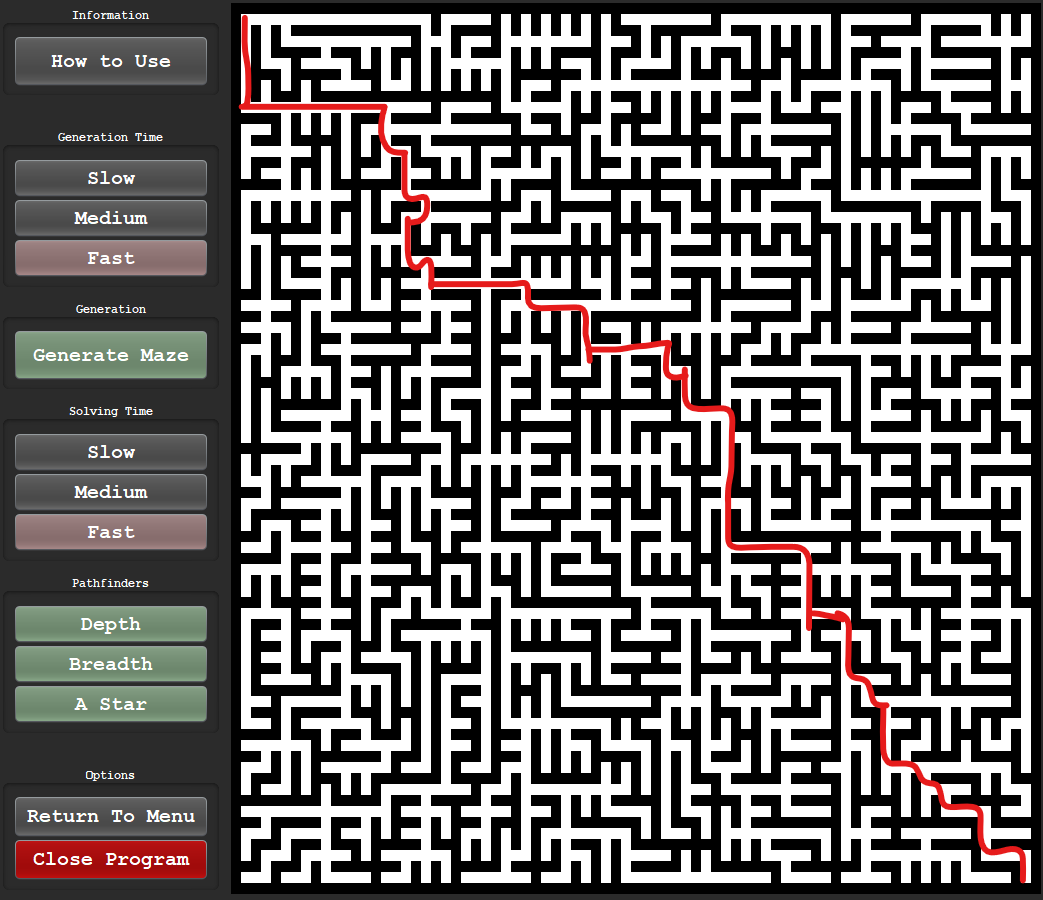 Information
How to Use
Generation Time
Slow
Medium
Fast
Generation
Generate Maze
Solving Time
Slow
Medium
Fast
Pathfinders
Depth
Breadth
A Star
Options
Return To Menu
Close Program